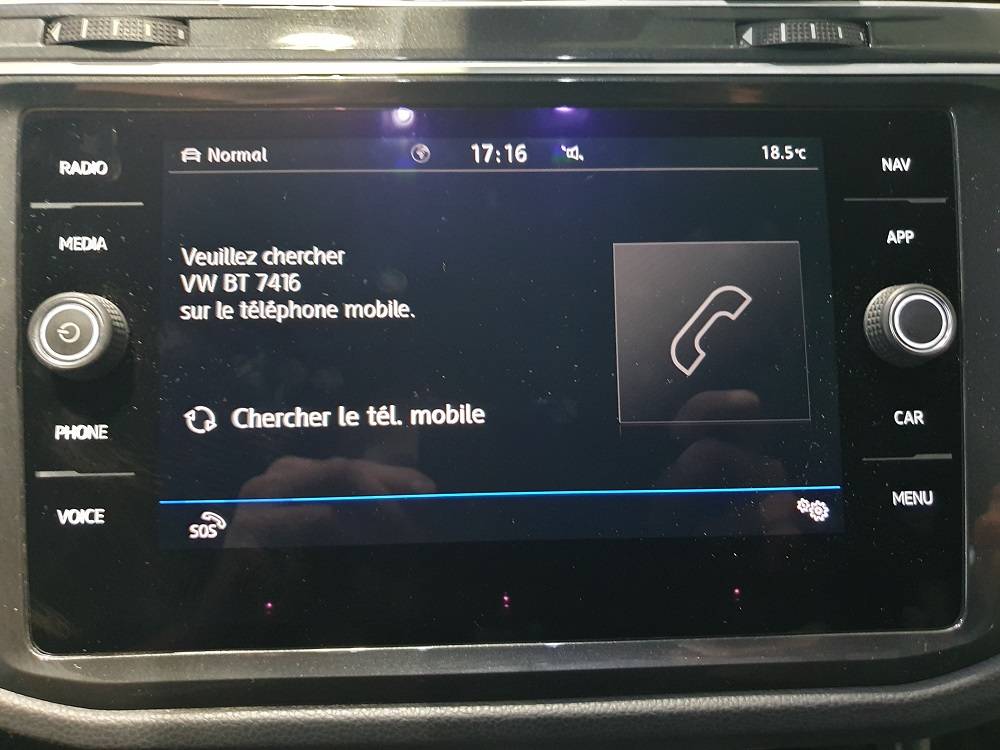 RADIO
MEDIA
PHONE
VOICE
Normal 17:16 18.5°C
Veuillez chercher
VW BT 7416
sur le téléphone mobile.
Chercher le tél. mobile
SOS
NAV
APP
CAR
MENU